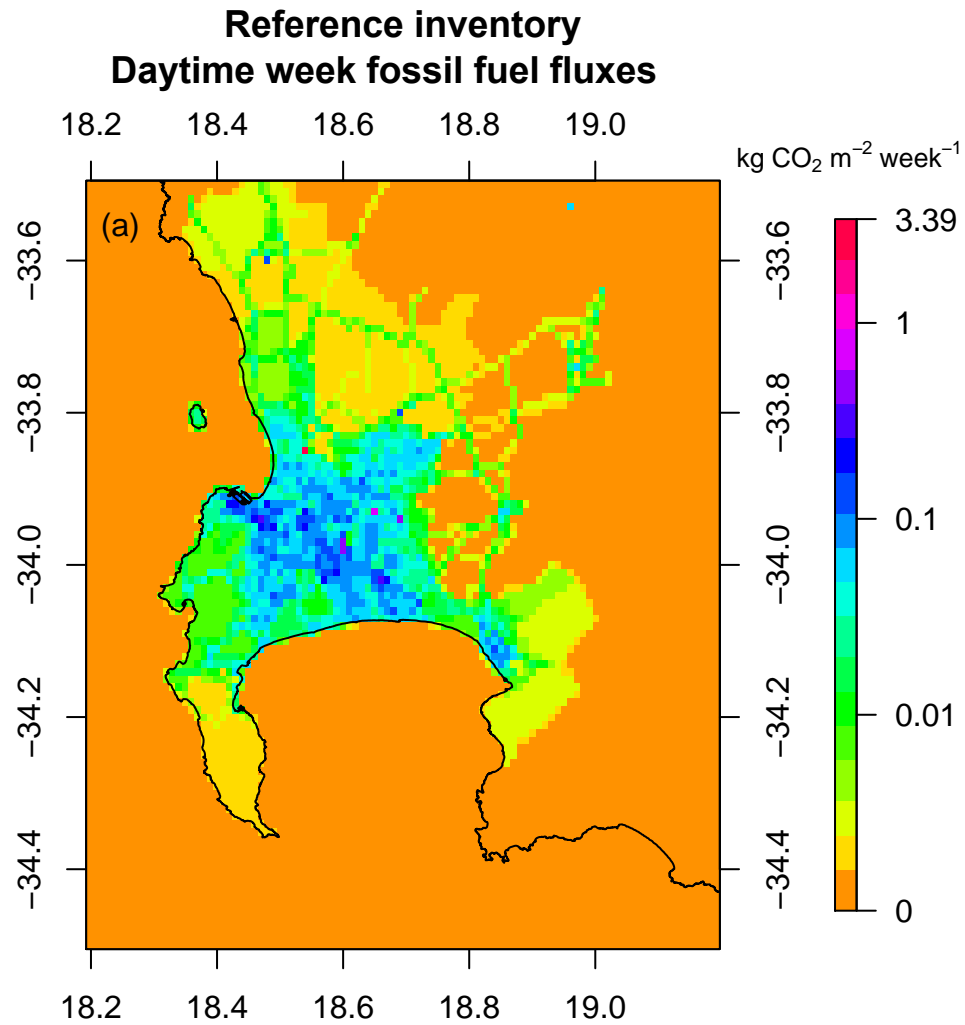 Reference inventory
Daytime week fossil fuel fluxes
18.2 18.4 18.6 18.8 19.0
kg CO₂ m⁻² week⁻¹
(a)
−33.6 −33.6
−33.8 −33.8
−34.0 −34.0
−34.2 −34.2
−34.4 −34.4
3.39
1
0.1
0.01
0
18.2 18.4 18.6 18.8 19.0